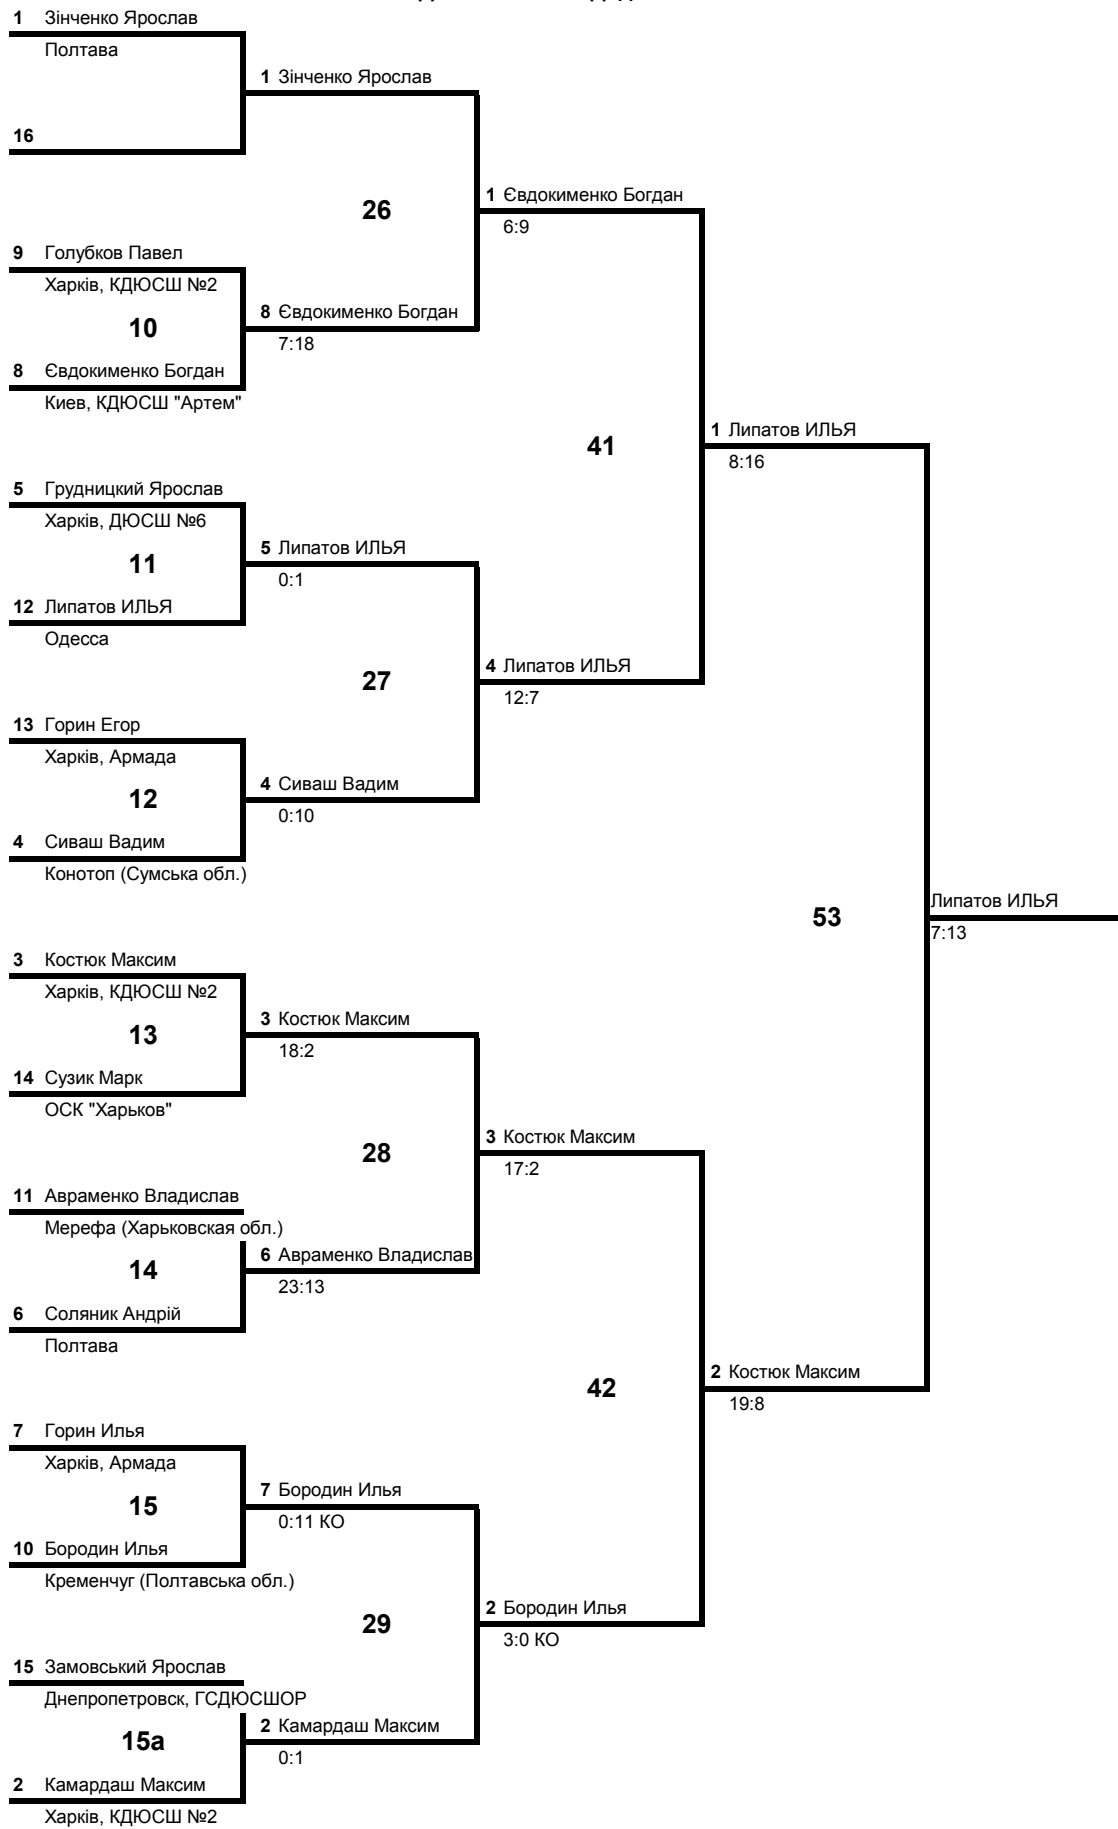 1 Зінченко Ярослав
Полтава
1 Зінченко Ярослав
16
26
1 Євдокименко Богдан
6:9
9 Голубков Павел
Харків, КДЮСШ №2
10
8 Євдокименко Богдан
7:18
8 Євдокименко Богдан
Киев, КДЮСШ "Артем"
41
1 Липатов ИЛЬЯ
8:16
5 Грудницкий Ярослав
Харків, ДЮСШ №6
11
5 Липатов ИЛЬЯ
0:1
12 Липатов ИЛЬЯ
Одесса
27
4 Липатов ИЛЬЯ
12:7
13 Горин Егор
Харків, Армада
12
4 Сиваш Вадим
0:10
4 Сиваш Вадим
Конотоп (Сумська обл.)
53
Липатов ИЛЬЯ
7:13
3 Костюк Максим
Харків, КДЮСШ №2
13
3 Костюк Максим
18:2
14 Сузик Марк
ОСК "Харьков"
28
3 Костюк Максим
17:2
11 Авраменко Владислав
Мерефа (Харьковская обл.)
14
6 Авраменко Владислав
23:13
6 Соляник Андрій
Полтава
42
2 Костюк Максим
19:8
7 Горин Илья
Харків, Армада
15
7 Бородин Илья
0:11 КО
10 Бородин Илья
Кременчуг (Полтавська обл.)
29
2 Бородин Илья
3:0 КО
15 Замовський Ярослав
Днепропетровск, ГСДЮСШОР
15а
2 Камардаш Максим
0:1
2 Камардаш Максим
Харків, КДЮСШ №2